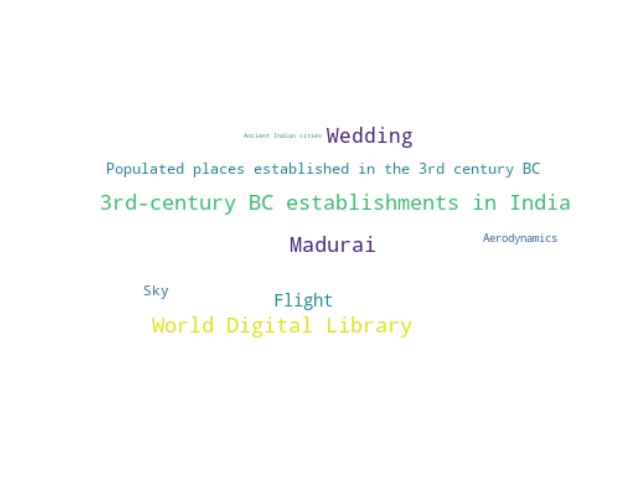 Ancient Indian cities Wedding
Populated places established in the 3rd century BC
3rd-century BC establishments in India
Madurai
Aerodynamics
Sky
Flight
World Digital Library